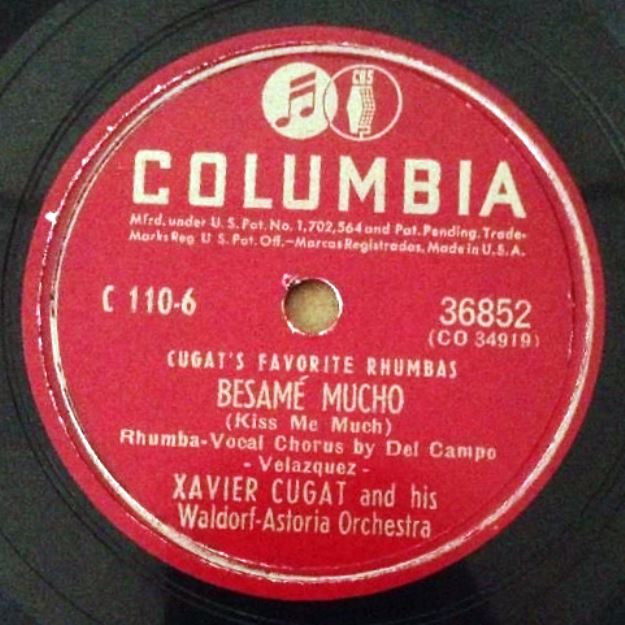 CBS
COLUMBIA
Mfrd. under U.S. Pat. No. 1,702,564 and Pat. Pending. Trade-
Marks Reg. U S. Pat. Off.—Marcas Registradas. Made in U.S.A.
C 110-6
36852
(CO 34919)
CUGAT'S FAVORITE RHUMBAS
BESAMÉ MUCHO
(Kiss Me Much)
Rhumba-Vocal Chorus by Del Campo
- Velazquez -
XAVIER CUGAT and his
Waldorf-Astoria Orchestra